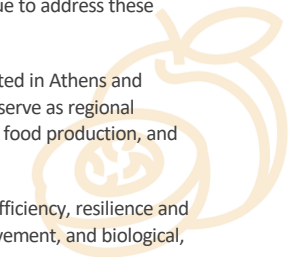 ue to address these
ted in Athens and
serve as regional
food production, and
fficiency, resilience and
vement, and biological,